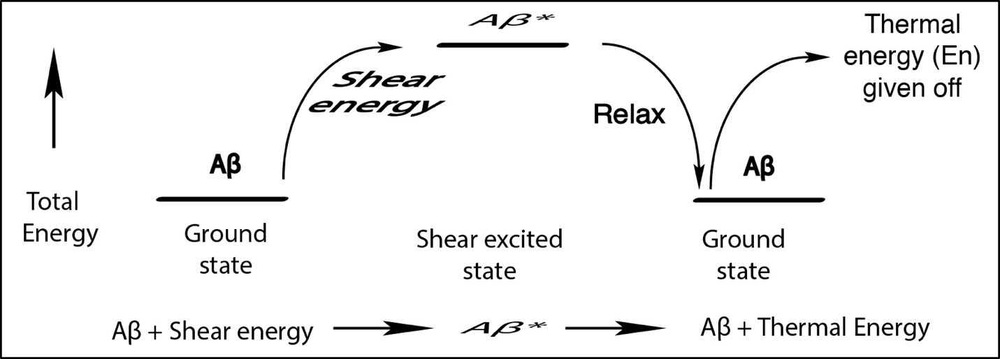 Aβ*
Thermal
energy (En)
given off
Shear
energy
Relax
Aβ
Aβ
Total
Energy
Ground
state
Shear excited
state
Ground
state
Aβ + Shear energy
Aβ*
Aβ + Thermal Energy